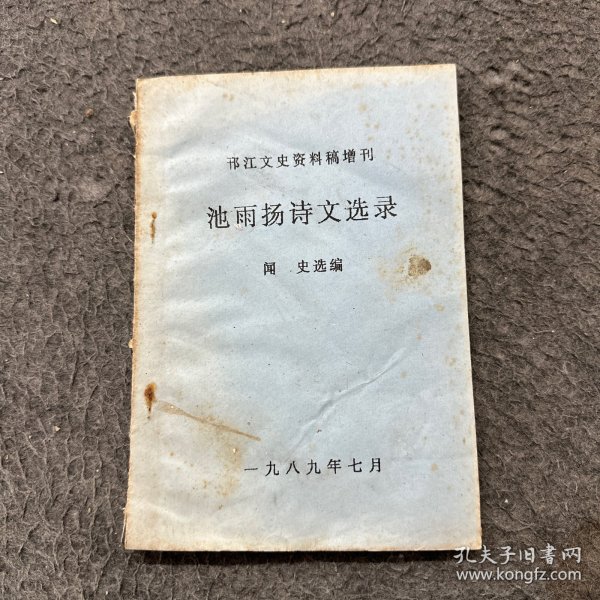 邗江文史资料稿增刊
池雨扬诗文选录
闻 史选编
一九八九年七月
孔夫子旧書网
www.kongfz.com